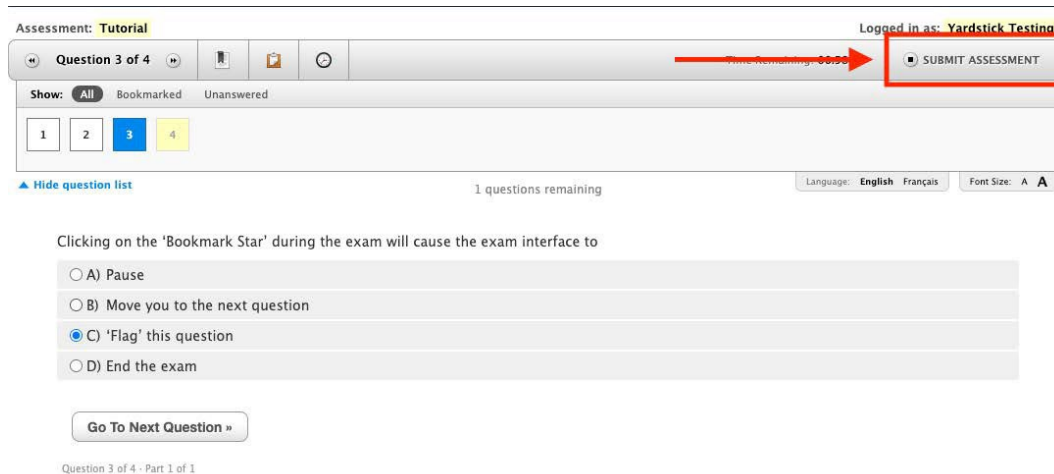 Assessment: Tutorial
Logged in as: Yardstick Testing
Question 3 of 4
Time Remaining:
SUBMIT ASSESSMENT
Show: All Bookmarked Unanswered
1 2 3 4
Hide question list
1 questions remaining
Language: English Français
Font Size: A A
Clicking on the ‘Bookmark Star’ during the exam will cause the exam interface to
A) Pause
B) Move you to the next question
C) ‘Flag’ this question
D) End the exam
Go To Next Question »
Question 3 of 4 - Part 1 of 1